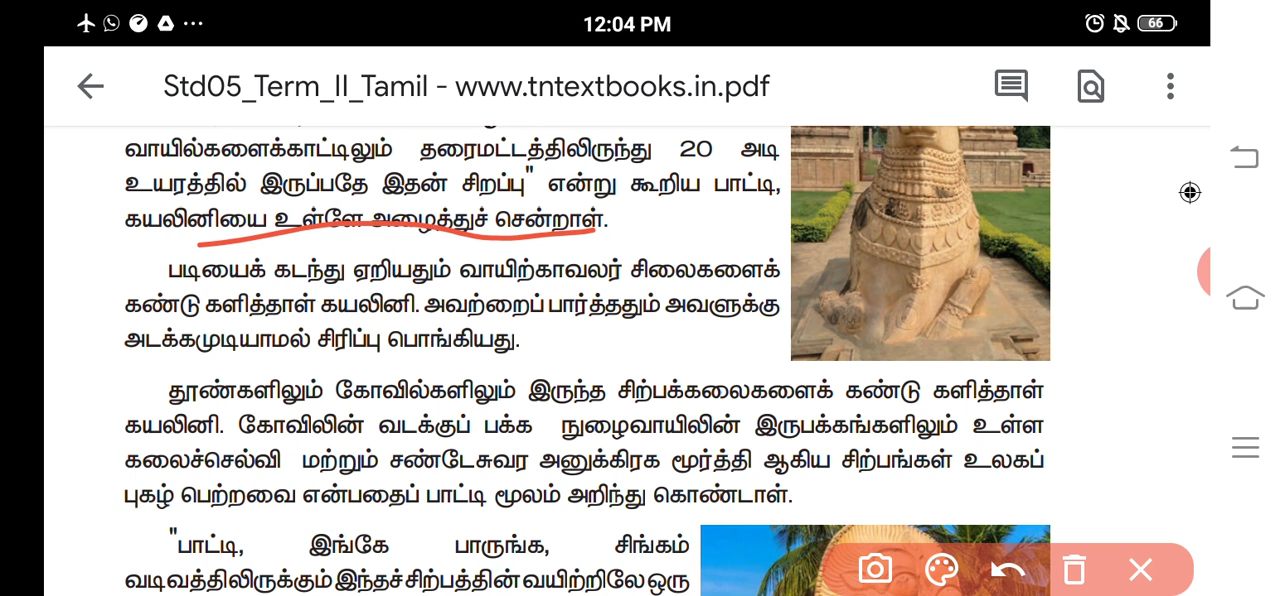 12:04 PM
66
Std05_Term_II_Tamil - www.tntextbooks.in.pdf
வாயில்களைக்காட்டிலும் தரைமட்டத்திலிருந்து 20 அடி
உயரத்தில் இருப்பதே இதன் சிறப்பு" என்று கூறிய பாட்டி,
கயலினியை உள்ளே அழைத்துச் சென்றாள்.
படியைக் கடந்து ஏறியதும் வாயிற்காவலர் சிலைகளைக்
கண்டு களித்தாள் கயலினி. அவற்றைப் பார்த்ததும் அவளுக்கு
அடக்கமுடியாமல் சிரிப்பு பொங்கியது.
தூண்களிலும் கோவில்களிலும் இருந்த சிற்பக்கலைகளைக் கண்டு களித்தாள்
கயலினி. கோவிலின் வடக்குப் பக்க நுழைவாயிலின் இருபக்கங்களிலும் உள்ள
கலைச்செல்வி மற்றும் சண்டேசுவர அனுக்கிரக மூர்த்தி ஆகிய சிற்பங்கள் உலகப்
புகழ் பெற்றவை என்பதைப் பாட்டி மூலம் அறிந்து கொண்டாள்.
"பாட்டி, இங்கே பாருங்க, சிங்கம்
வடிவத்திலிருக்கும் இந்தச் சிற்பத்தின் வயிற்றிலே ஒரு